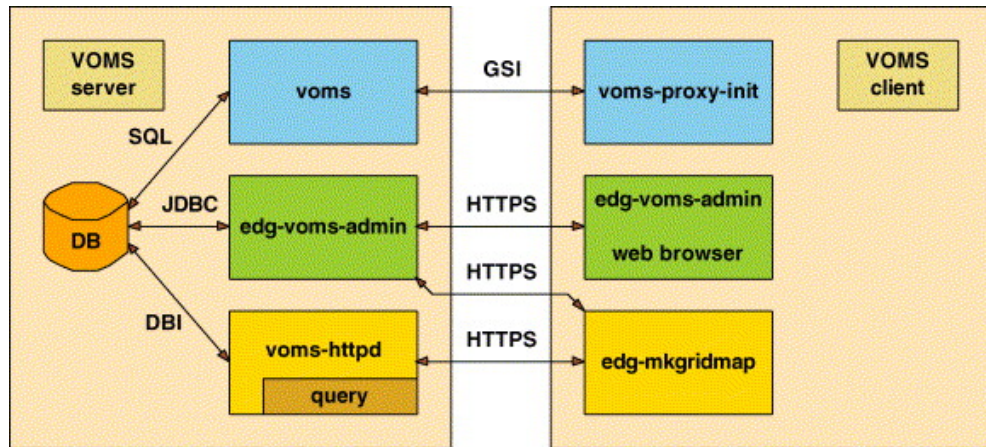 VOMS
server
voms
GSI
voms-proxy-init
VOMS
client
SQL
JDBC
DB
edg-voms-admin
HTTPS
edg-voms-admin
web browser
HTTPS
DBI
voms-httpd
query
HTTPS
edg-mkgridmap